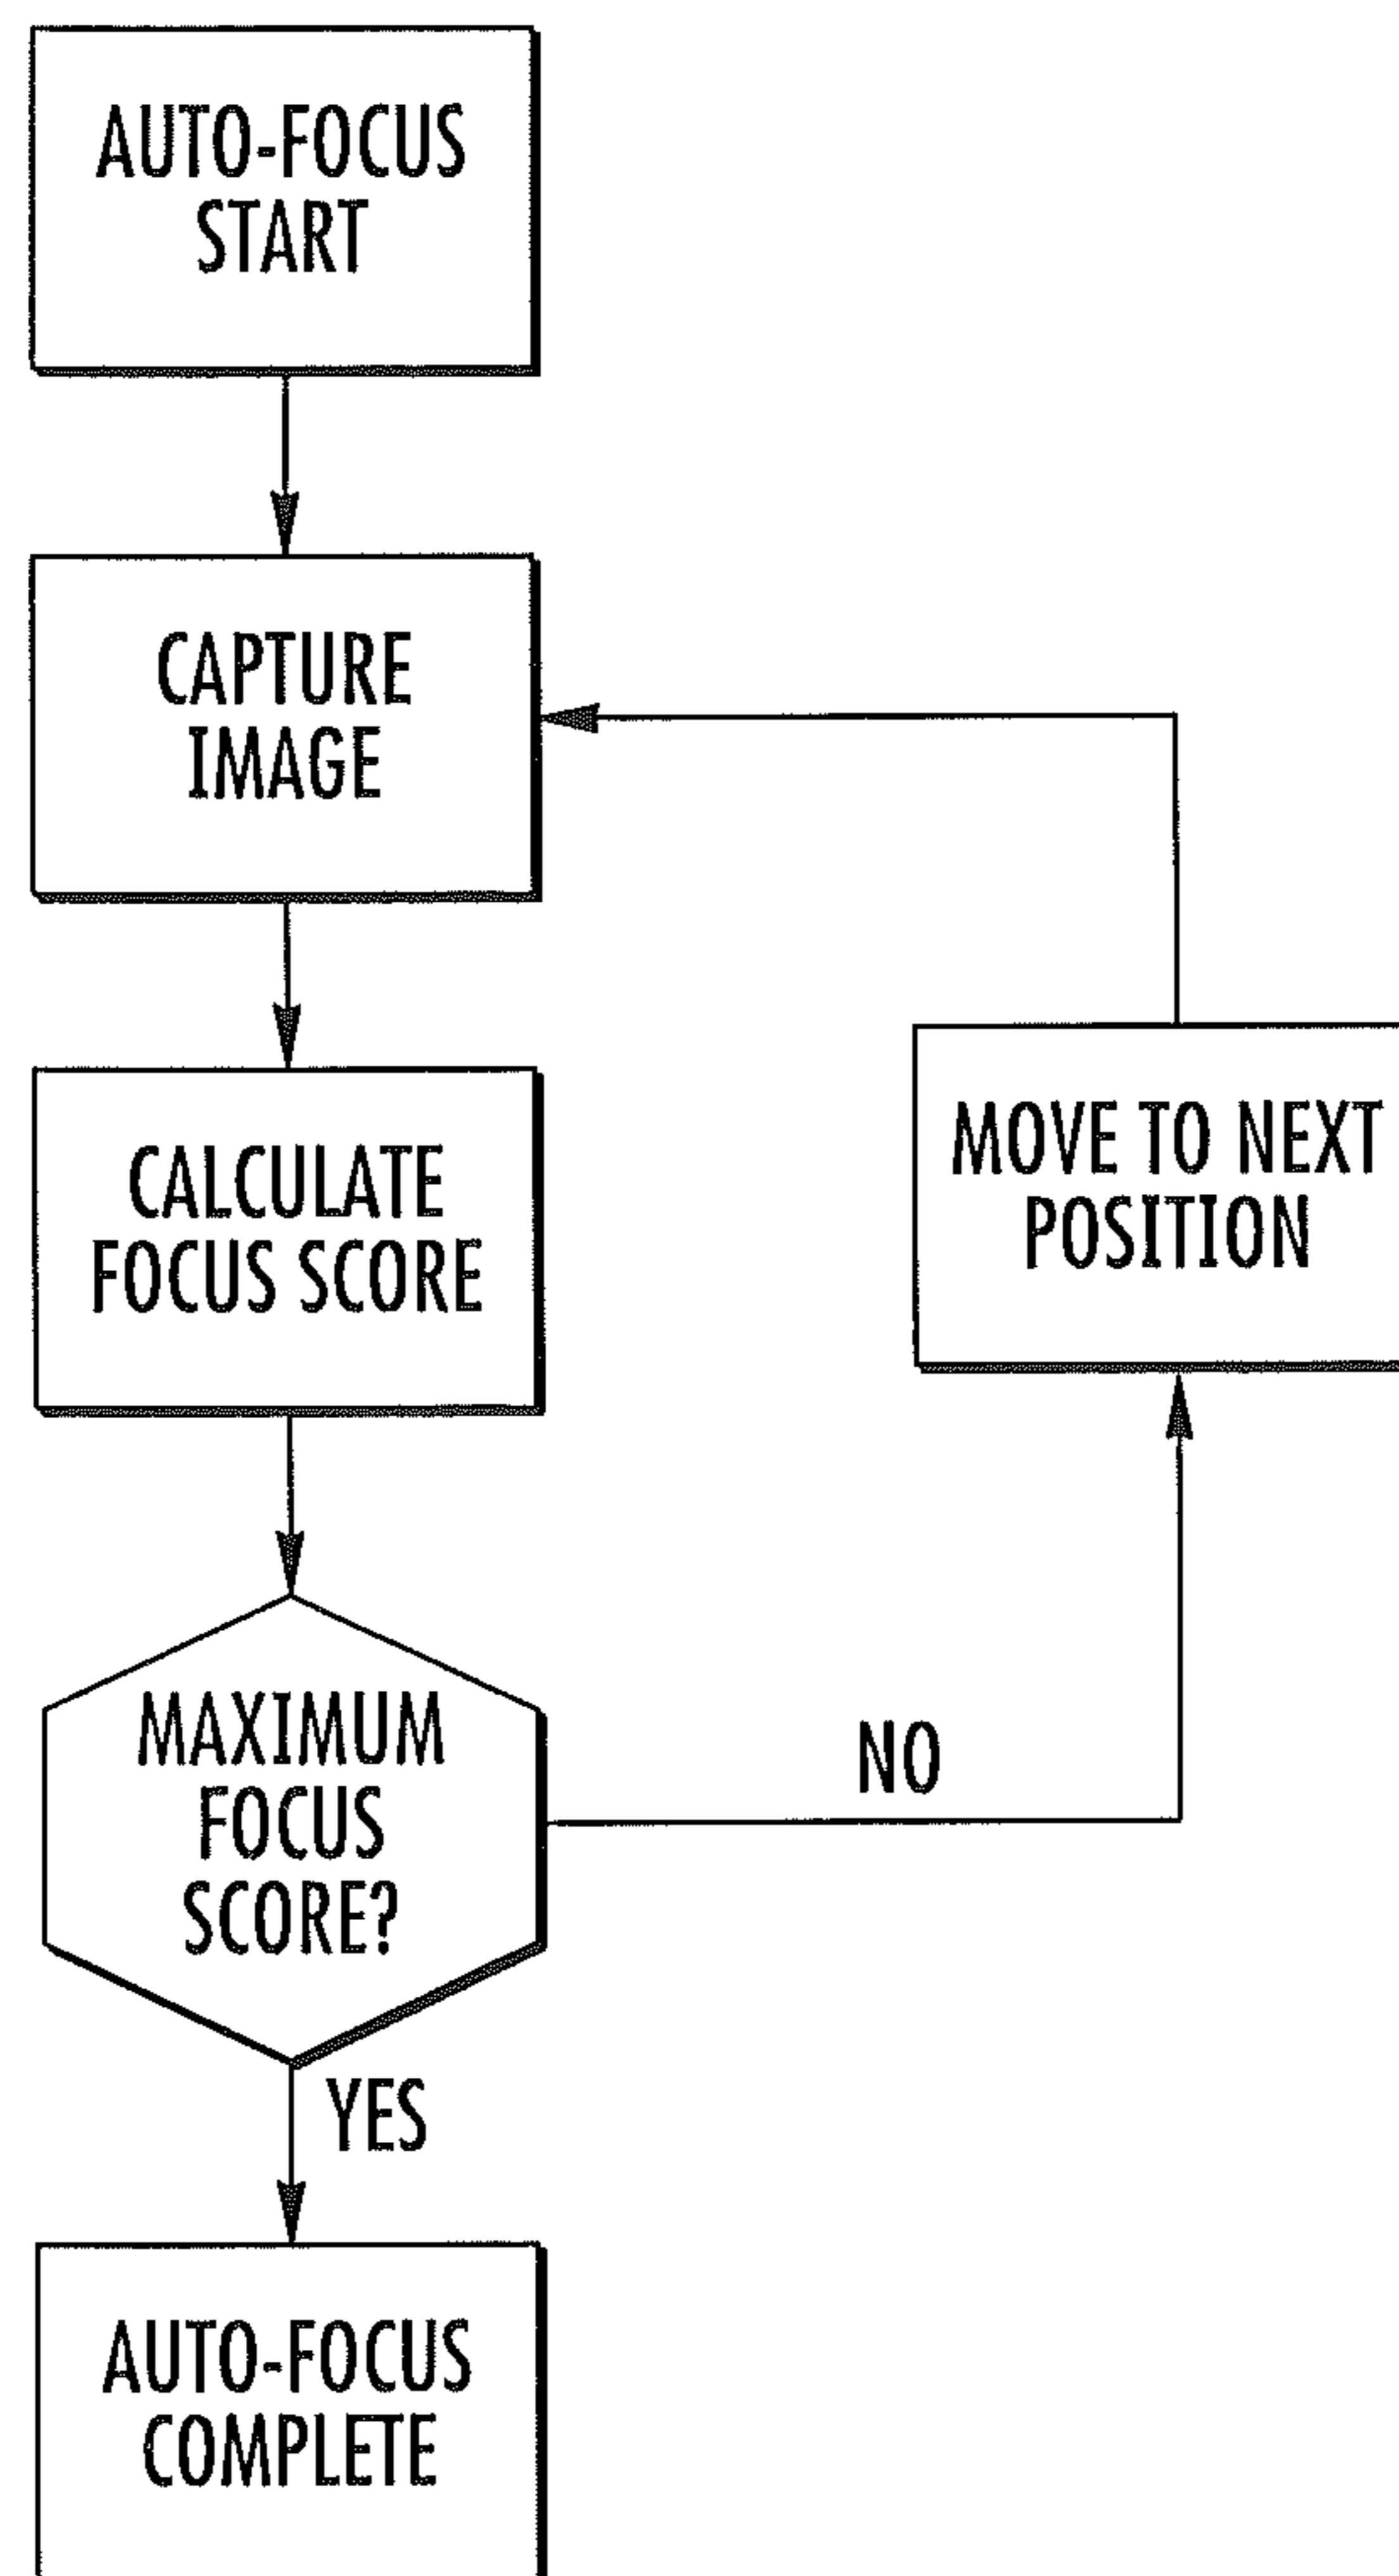 AUTO-FOCUS
START
CAPTURE
IMAGE
CALCULATE
FOCUS SCORE
MOVE TO NEXT
POSITION
MAXIMUM
FOCUS
SCORE?
NO
YES
AUTO-FOCUS
COMPLETE